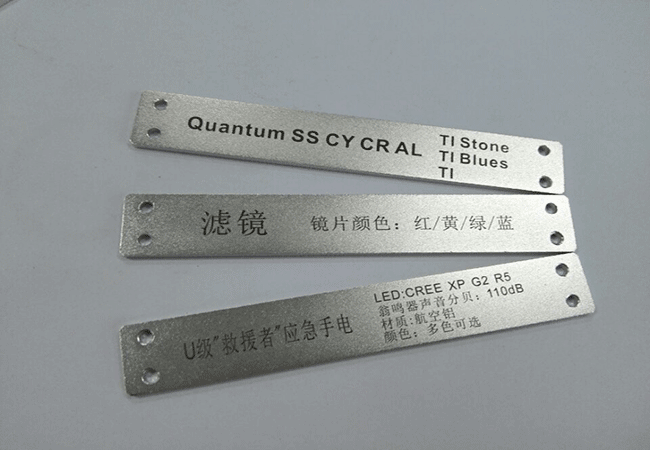 Quantum SS CY CR AL
TI Stone
TI Blues
TI
滤镜
镜片颜色：红/黄/绿/蓝
U级"救援者"应急手电
LED:CREE XP G2 R5
翁鸣器声音分贝：110dB
材质:航空铝
颜色：多色可选